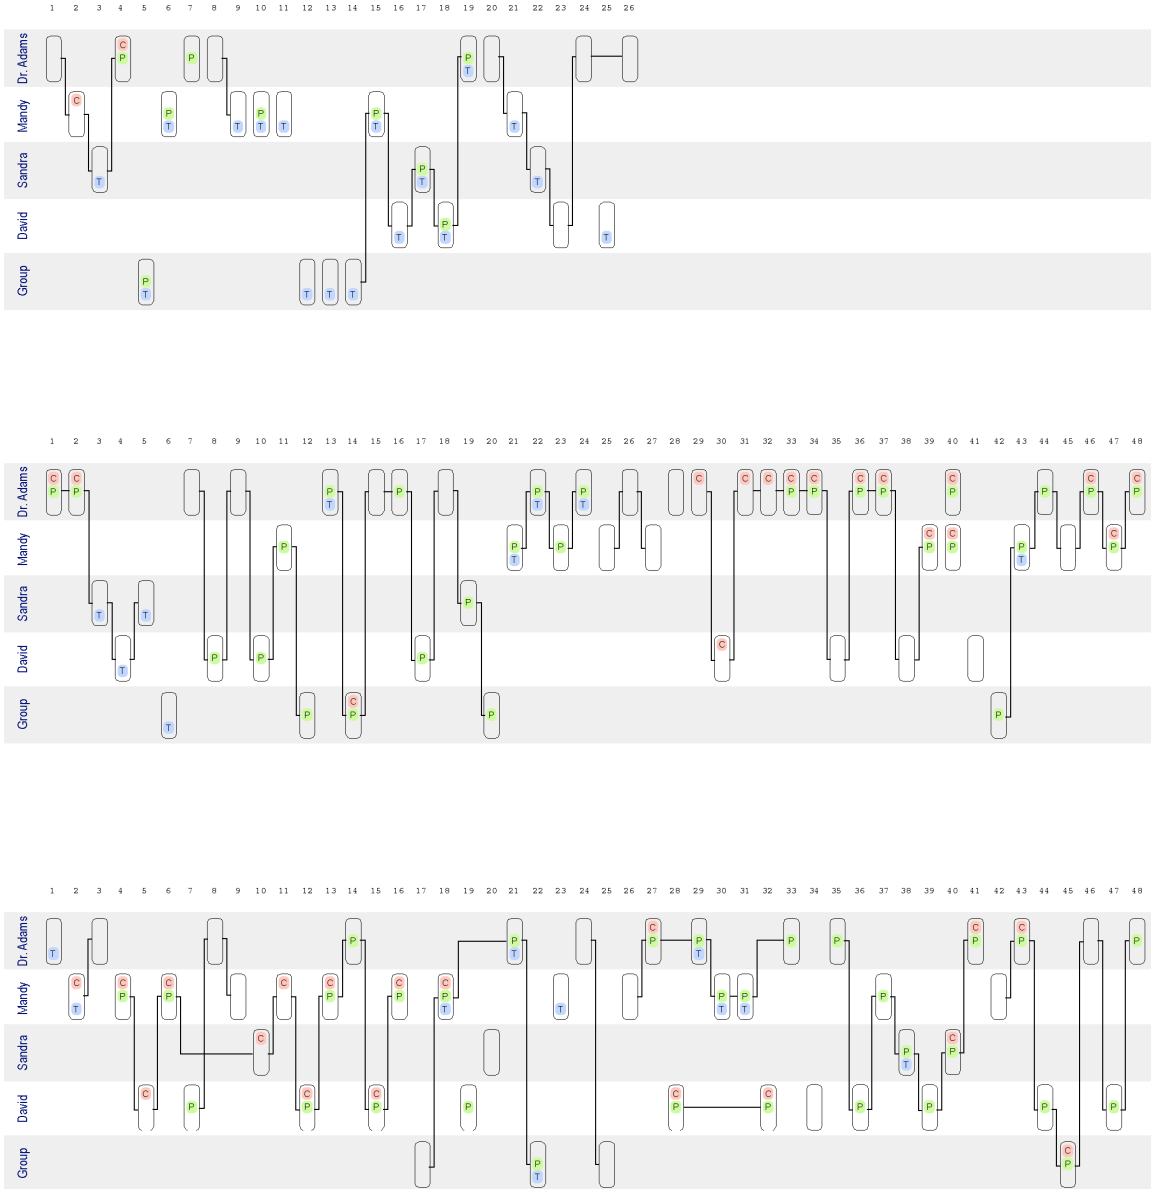 1 2 3 4 5 6 7 8 9 10 11 12 13 14 15 16 17 18 19 20 21 22 23 24 25 26
Dr. Adams
C
P P P
T
Mandy
C
P P P
T T T T T T
Sandra
P
T T T
David
P
T T T
Group
P
T T T T
1 2 3 4 5 6 7 8 9 10 11 12 13 14 15 16 17 18 19 20 21 22 23 24 25 26 27 28 29 30 31 32 33 34 35 36 37 38 39 40 41 42 43 44 45 46 47 48
Dr. Adams
C C C C C C C C C C C C
P P P P P P P P P P P P P P
T T T
Mandy
C C C
P P P P P P P
T T
Sandra
P
T T
David
C
P P P
T
Group
C
P P P P
T
1 2 3 4 5 6 7 8 9 10 11 12 13 14 15 16 17 18 19 20 21 22 23 24 25 26 27 28 29 30 31 32 33 34 35 36 37 38 39 40 41 42 43 44 45 46 47 48
Dr. Adams
C C C
P P P P P P P P P
T T T
Mandy
C C C C C C C
P P P P P P P P
T T T T T
Sandra
C C
P P
T
David
C C C C C
P P P P P P P P P P
Group
C
P P
T